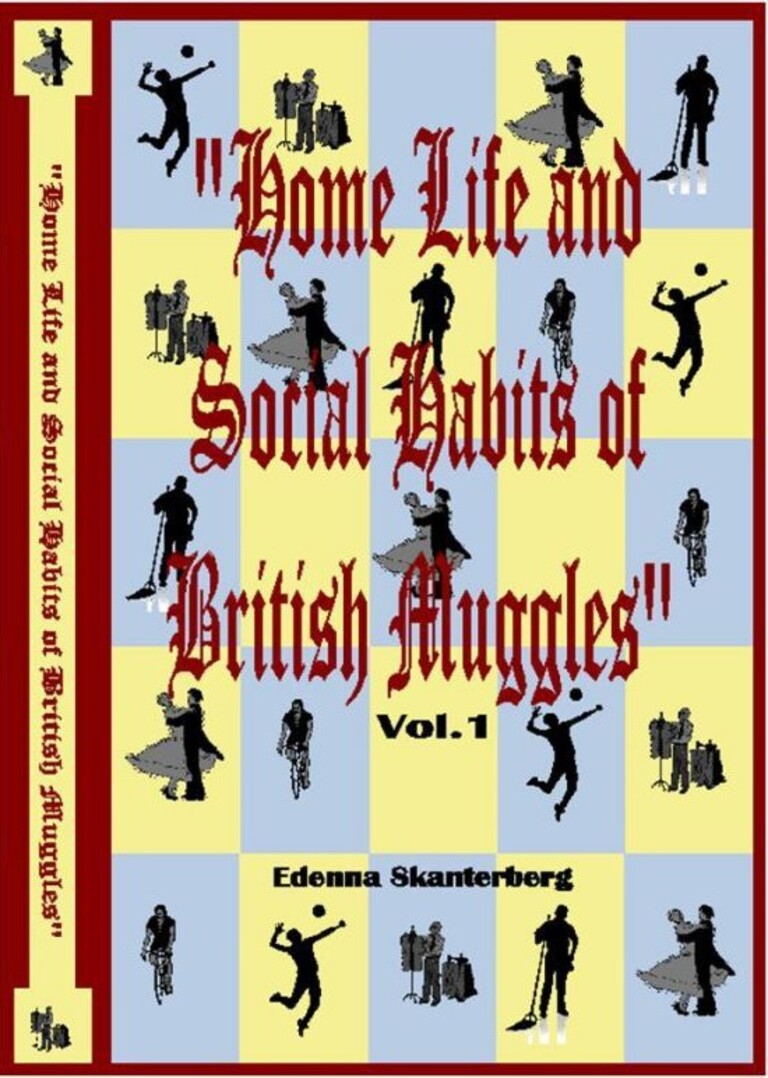 "Home Life and Social Habits of British Muggles"
"Home Life and
Social Habits of
British Muggles"
Vol.1
Edenna Skanterberg